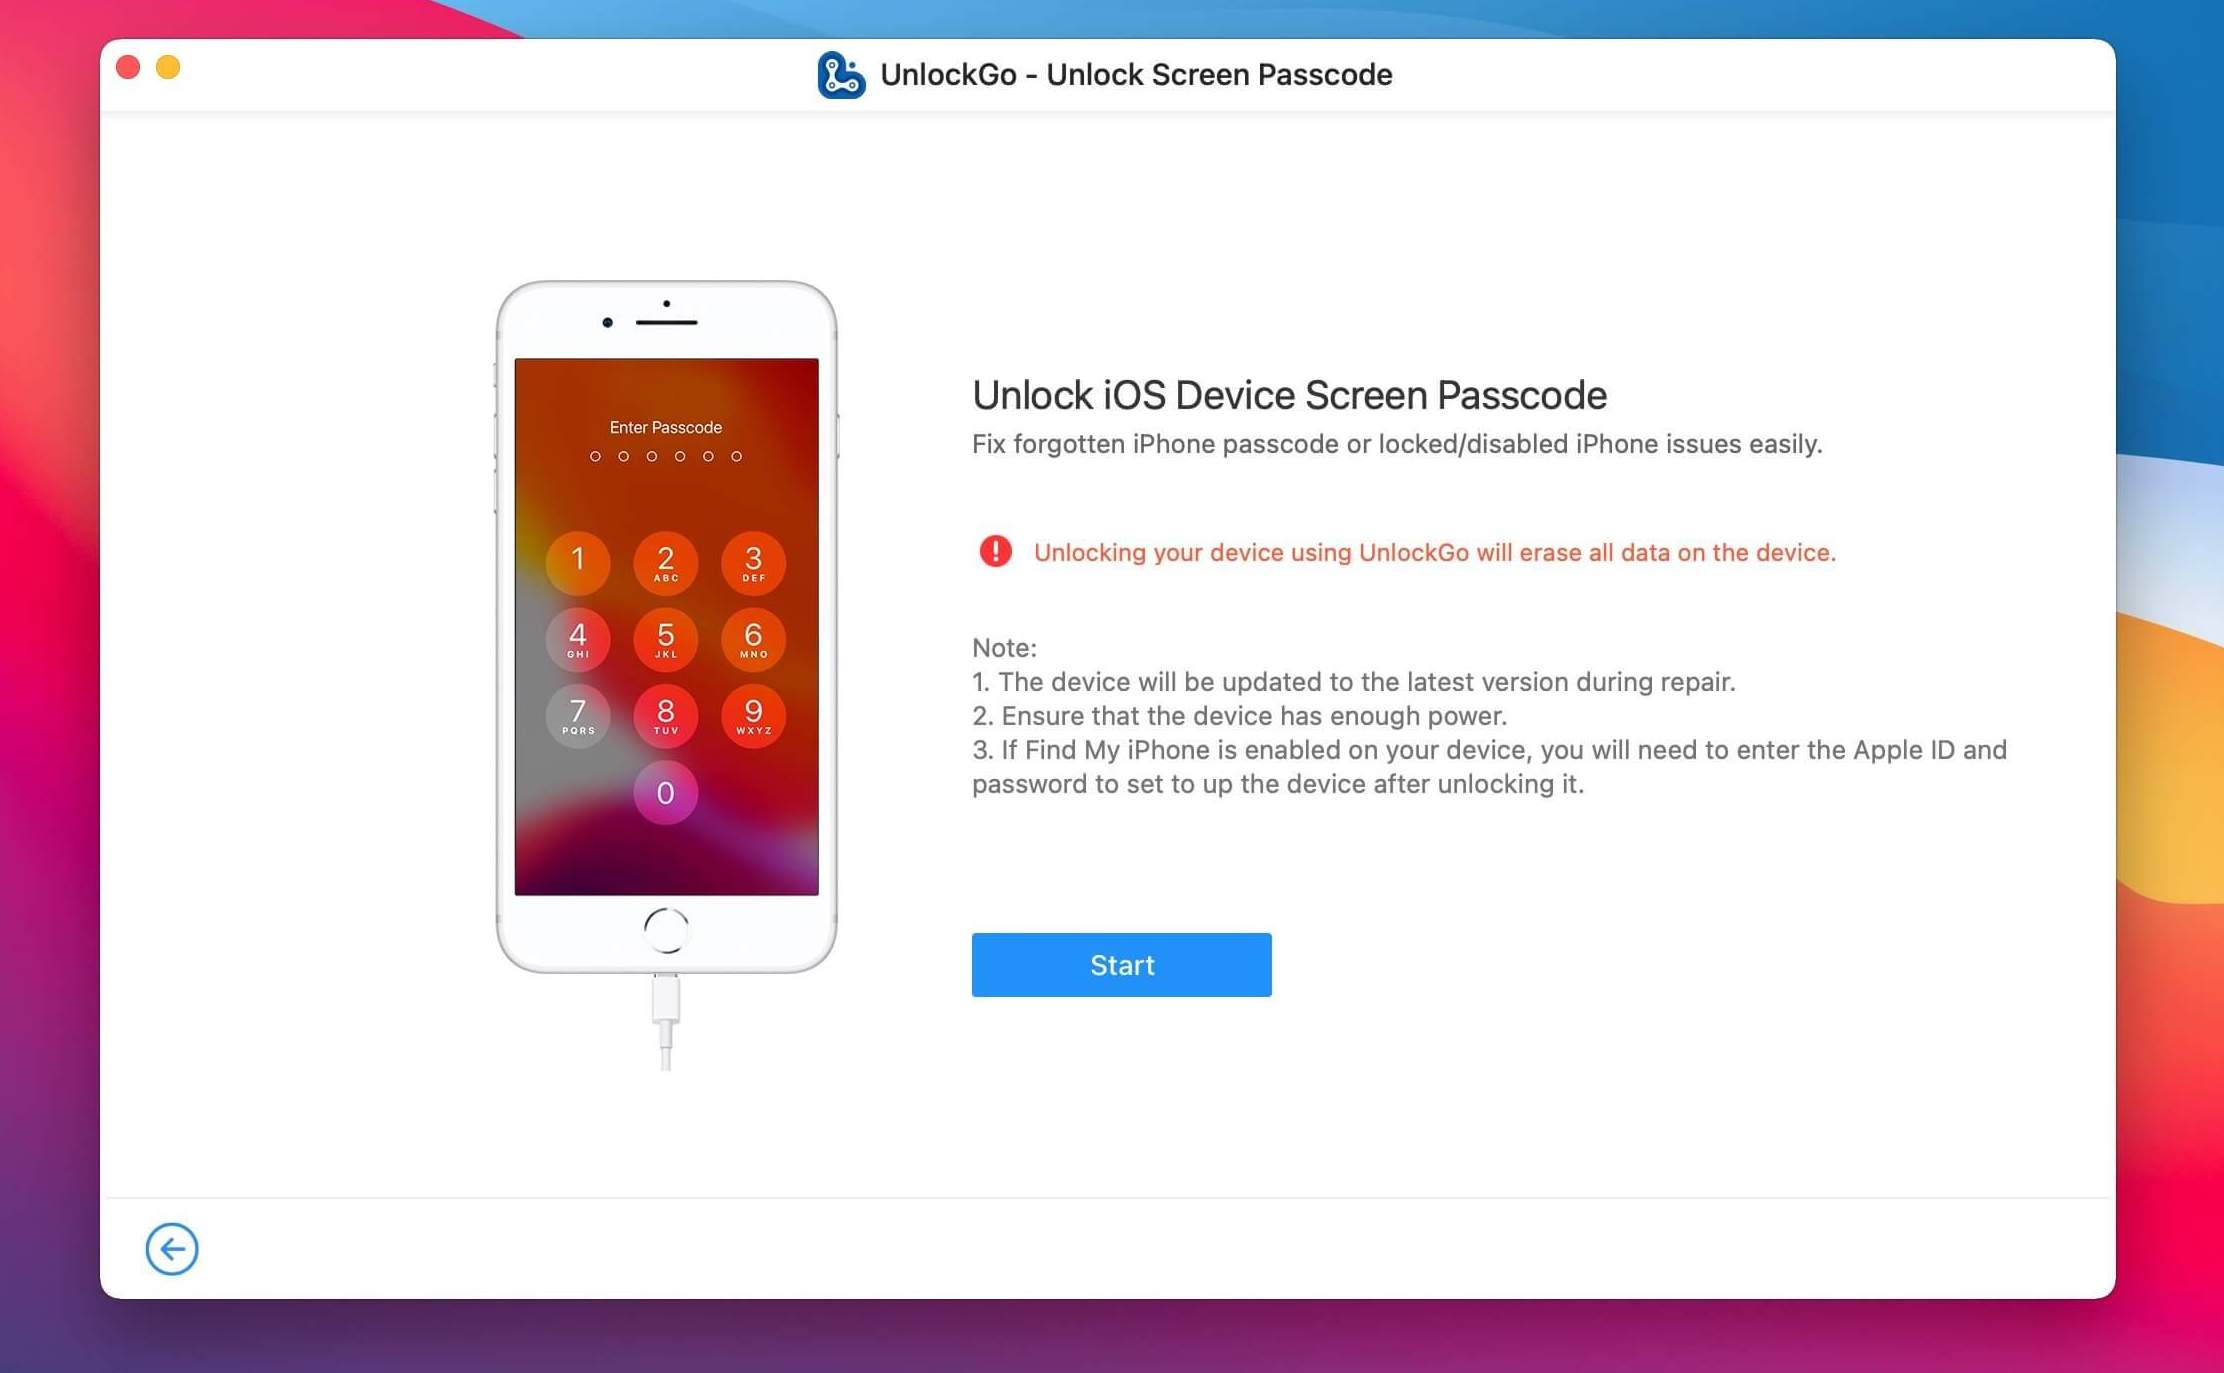 UnlockGo - Unlock Screen Passcode
Enter Passcode
1
2
ABC
3
DEF
4
GHI
5
JKL
6
MNO
7
PQRS
8
TUV
9
WXYZ
0
Unlock iOS Device Screen Passcode
Fix forgotten iPhone passcode or locked/disabled iPhone issues easily.
Unlocking your device using UnlockGo will erase all data on the device.
Note:
1. The device will be updated to the latest version during repair.
2. Ensure that the device has enough power.
3. If Find My iPhone is enabled on your device, you will need to enter the Apple ID and
password to set to up the device after unlocking it.
Start